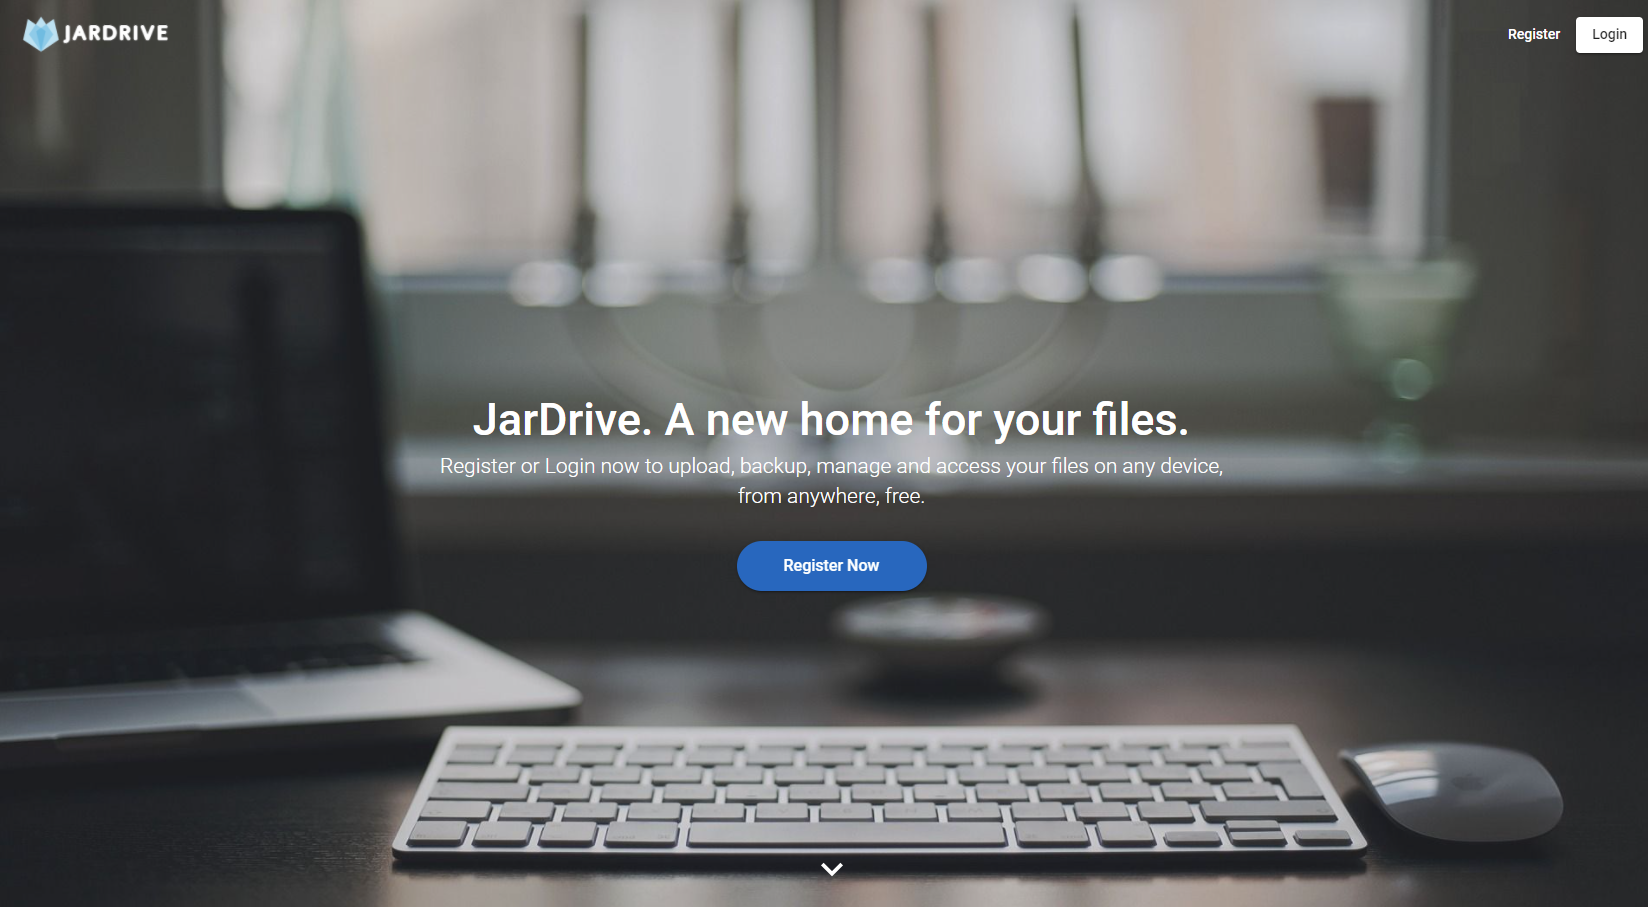 JARDRIVE
Register
Login
JarDrive. A new home for your files.
Register or Login now to upload, backup, manage and access your files on any device,
from anywhere, free.
Register Now